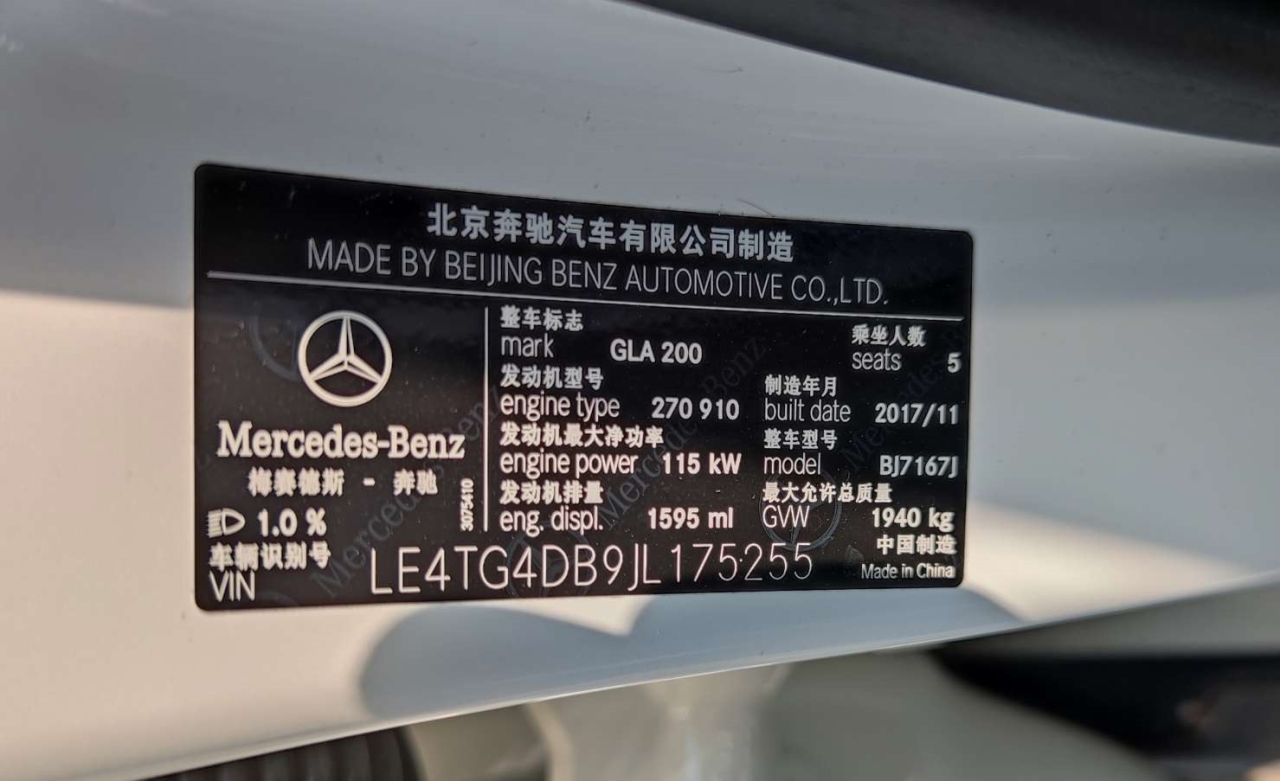 北京奔驰汽车有限公司制造
MADE BY BEIJING BENZ AUTOMOTIVE CO.,LTD.
Mercedes-Benz
梅赛德斯 - 奔驰
1.0 %
3075410
整车标志
mark GLA 200
乘坐人数
seats 5
发动机型号
engine type 270 910
制造年月
built date 2017/11
发动机最大净功率
engine power 115 kW
整车型号
model BJ7167J
发动机排量
eng. displ. 1595 ml
最大允许总质量
GVW 1940 kg
车辆识别号
VIN LE4TG4DB9JL175255
中国制造
Made in China